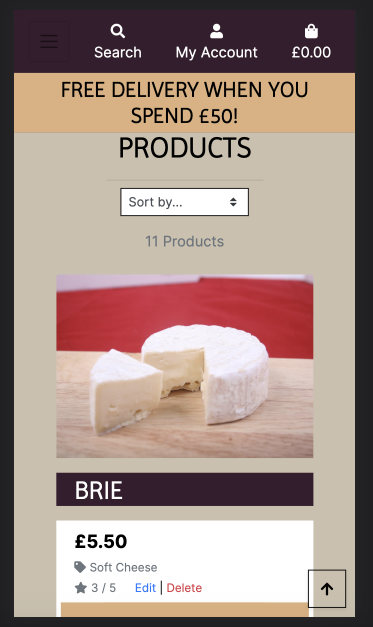 Search My Account £0.00
FREE DELIVERY WHEN YOU
SPEND £50!
PRODUCTS
Sort by...
11 Products
BRIE
£5.50
Soft Cheese
3 / 5 Edit | Delete